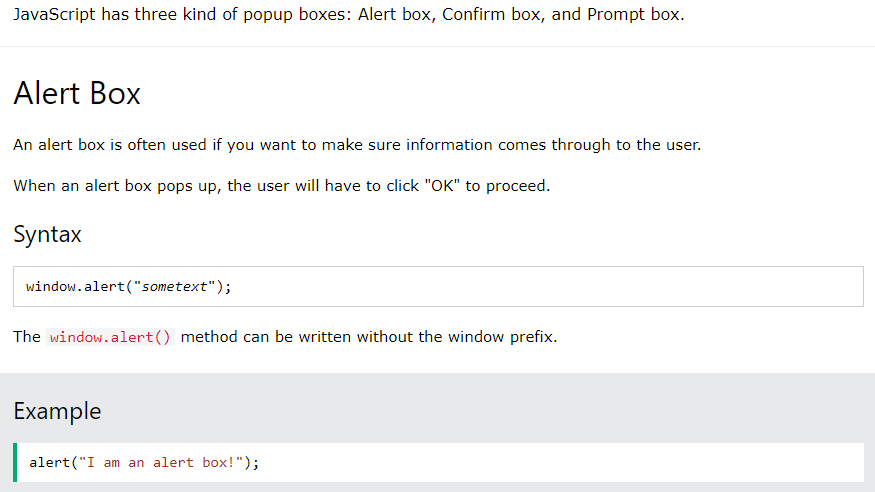 JavaScript has three kind of popup boxes: Alert box, Confirm box, and Prompt box.
Alert Box
An alert box is often used if you want to make sure information comes through to the user.
When an alert box pops up, the user will have to click "OK" to proceed.
Syntax
window.alert("sometext");
The window.alert() method can be written without the window prefix.
Example
alert("I am an alert box!");